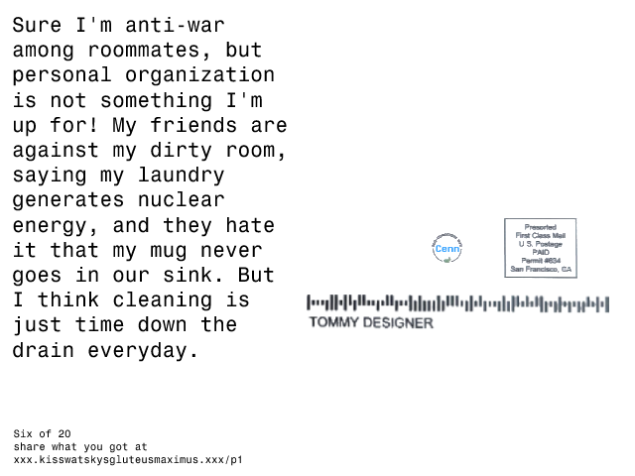 Sure I'm anti-war
among roommates, but
personal organization
is not something I'm
up for! My friends are
against my dirty room,
saying my laundry
generates nuclear
energy, and they hate
it that my mug never
goes in our sink. But
I think cleaning is
just time down the
drain everyday.
Cenn
Presorted
First Class Mail
U S. Postege
PAID
Permit #634
San Francisco, CA
TOMMY DESIGNER
Six of 20
share what you got at
xxx.kisswatskysgluteusmaximus.xxx/p1